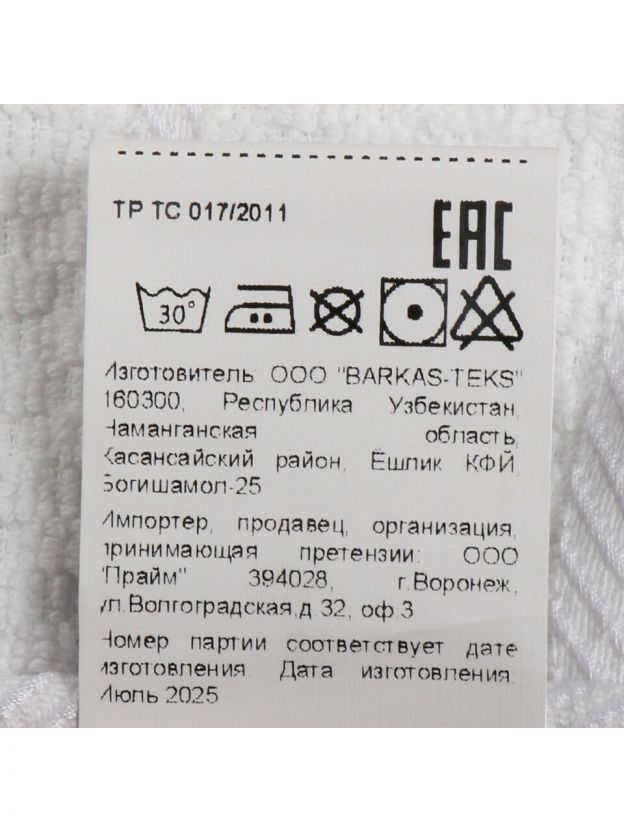 ТР ТС 017/2011
EAC
30°
Изготовитель: ООО "BARKAS-TEKS"
160300, Республика Узбекистан,
Наманганская область,
Касансайский район, Ёшлик КФЙ,
Богишамол-25
Импортер, продавец, организация,
принимающая претензии: ООО
"Прайм" 394028, г.Воронеж,
ул.Волгоградская,д.32, оф.3
Номер партии соответствует дате
изготовления. Дата изготовления:
Июль 2025